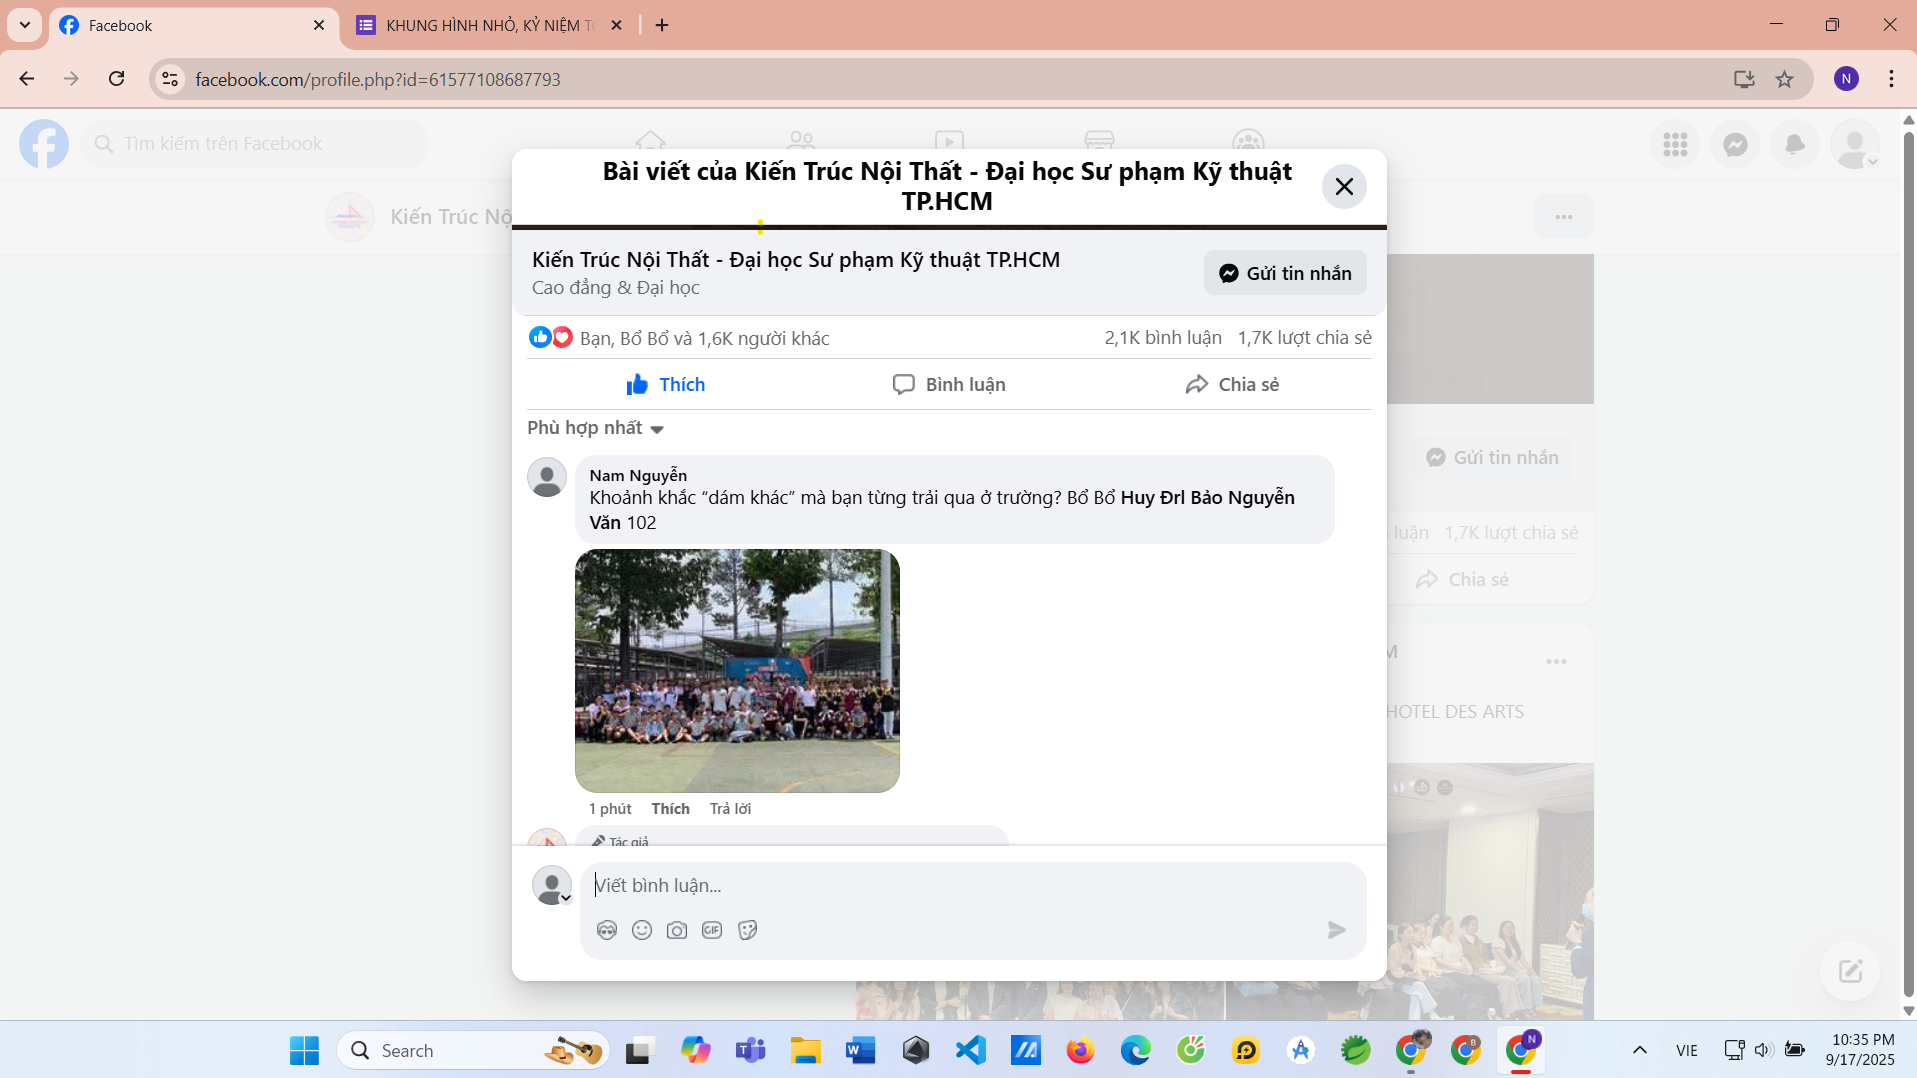 Facebook
KHUNG HÌNH NHỎ, KỶ NIỆM T
facebook.com/profile.php?id=61577108687793
N
Tìm kiếm trên Facebook
Kiến Trúc Nộ
Bài viết của Kiến Trúc Nội Thất - Đại học Sư phạm Kỹ thuật
TP.HCM
Kiến Trúc Nội Thất - Đại học Sư phạm Kỹ thuật TP.HCM
Cao đẳng & Đại học
Gửi tin nhắn
Bạn, Bổ Bổ và 1,6K người khác
2,1K bình luận 1,7K lượt chia sẻ
Thích
Bình luận
Chia sẻ
Phù hợp nhất
Nam Nguyễn
Khoảnh khắc “dám khác” mà bạn từng trải qua ở trường? Bổ Bổ Huy Đrl Bảo Nguyễn
Văn 102
1 phút Thích Trả lời
Tác giả
Viết bình luận...
GIF
Gửi tin nhắn
luận 1,7K lượt chia sẻ
Chia sẻ
M
HOTEL DES ARTS
Search
VIE
10:35 PM
9/17/2025